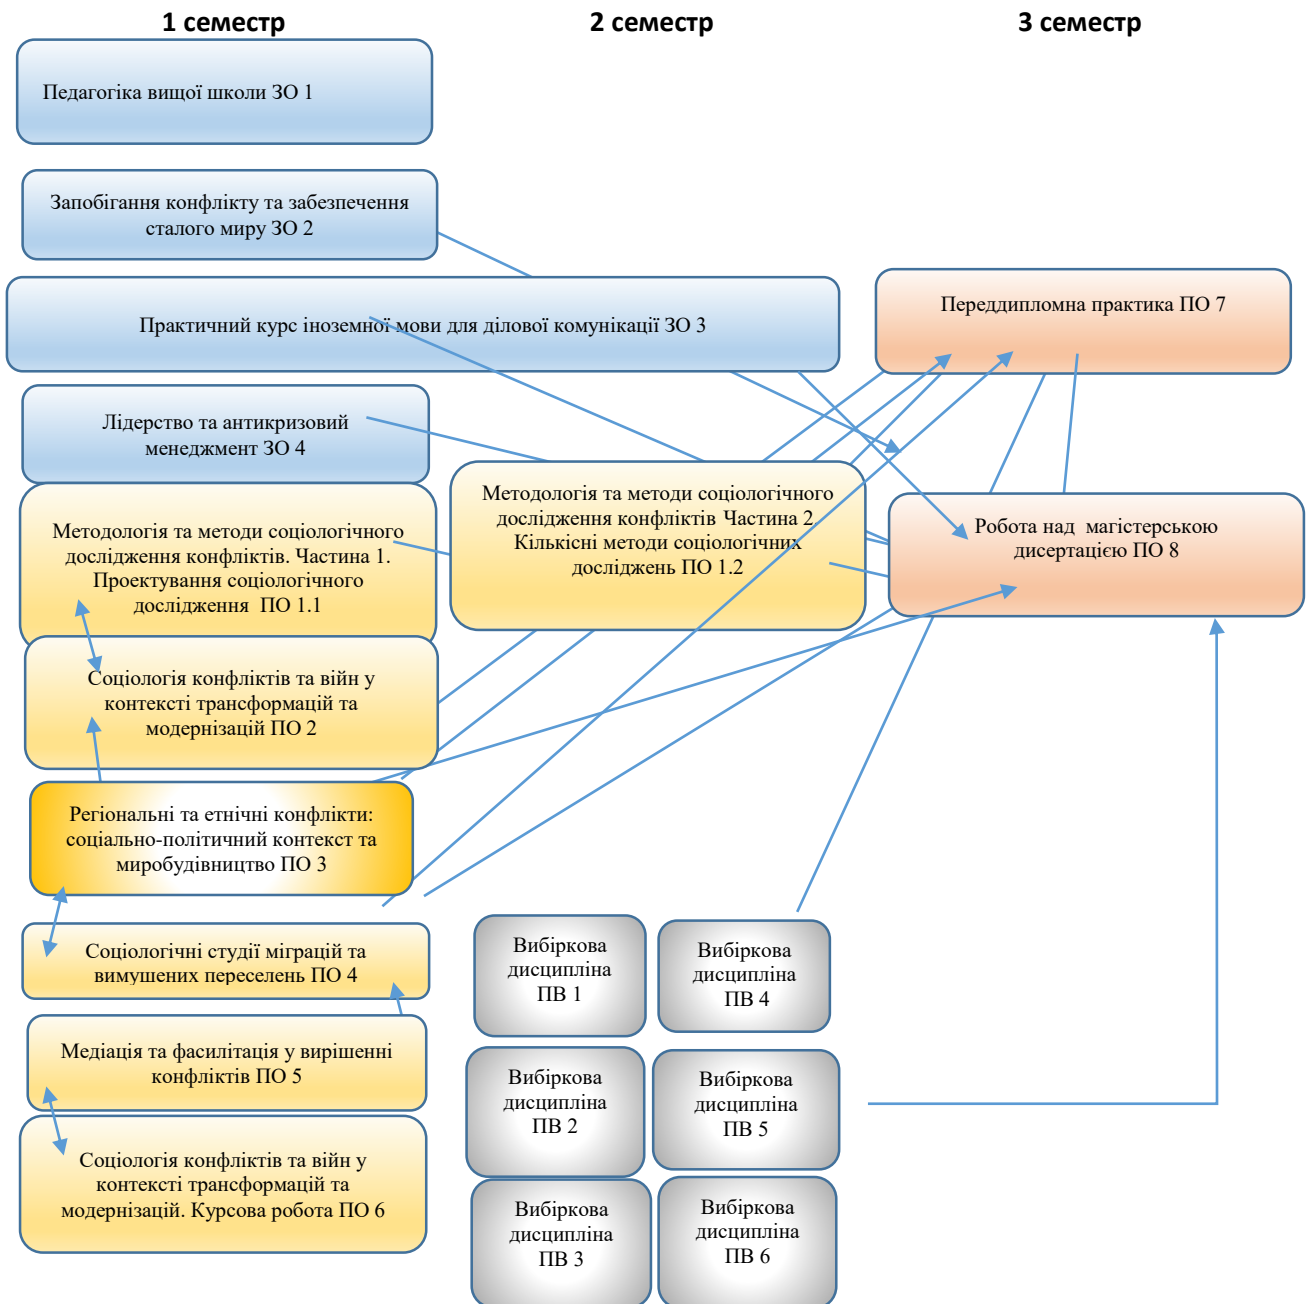 1 семестр
2 семестр
3 семестр
Педагогіка вищої школи ЗО 1
Запобігання конфлікту та забезпечення
сталого миру ЗО 2
Практичний курс іноземної мови для ділової комунікації ЗО 3
Переддипломна практика ПО 7
Лідерство та антикризовий
менеджмент ЗО 4
Методологія та методи соціологічного
дослідження конфліктів. Частина 1.
Проектування соціологічного
дослідження ПО 1.1
Методологія та методи соціологічного
дослідження конфліктів Частина 2.
Кількісні методи соціологічних
досліджень ПО 1.2
Робота над магістерською
дисертацією ПО 8
Соціологія конфліктів та війн у
контексті трансформацій та
модернізацій ПО 2
Регіональні та етнічні конфлікти:
соціально-політичний контекст та
миробудівництво ПО 3
Соціологічні студії міграцій та
вимушених переселень ПО 4
Медіація та фасилітація у вирішенні
конфліктів ПО 5
Соціологія конфліктів та війн у
контексті трансформацій та
модернізацій. Курсова робота ПО 6
Вибіркова
дисципліна
ПВ 1
Вибіркова
дисципліна
ПВ 4
Вибіркова
дисципліна
ПВ 2
Вибіркова
дисципліна
ПВ 5
Вибіркова
дисципліна
ПВ 3
Вибіркова
дисципліна
ПВ 6